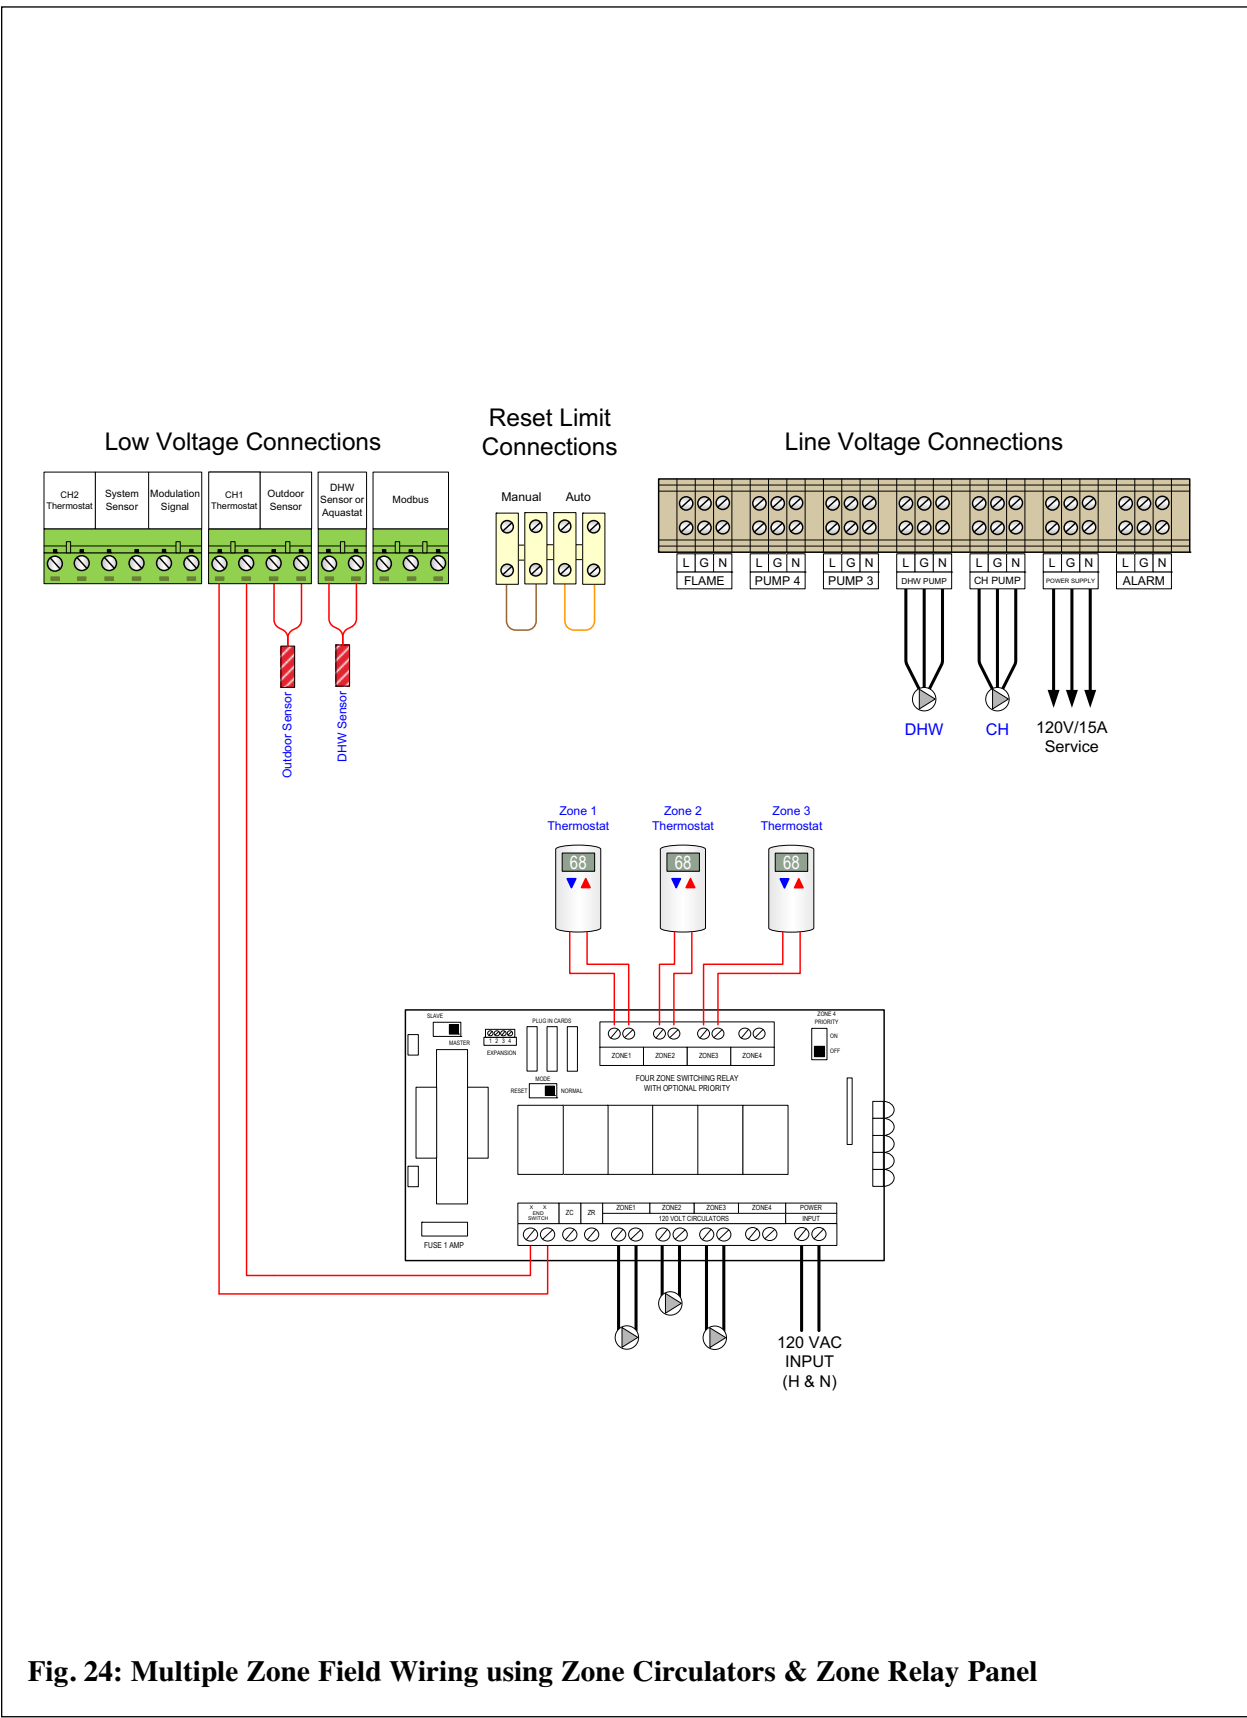 Low Voltage Connections
CH2
Thermostat
System
Sensor
Modulation
Signal
CH1
Thermostat
Outdoor
Sensor
DHW
Sensor or
Aquastat
Modbus
Outdoor Sensor
DHW Sensor
Reset Limit
Connections
Manual Auto
Line Voltage Connections
L G N L G N L G N L G N L G N L G N L G N
FLAME PUMP 4 PUMP 3 DHW PUMP CH PUMP POWER SUPPLY ALARM
DHW
CH
120V/15A
Service
Zone 1
Thermostat
Zone 2
Thermostat
Zone 3
Thermostat
68 68 68
SLAVE
MASTER
1 2 3 4
EXPANSION
PLUG IN CARDS
MODE
RESET NORMAL
ZONE1 ZONE2 ZONE3 ZONE4
FOUR ZONE SWITCHING RELAY
WITH OPTIONAL PRIORITY
ZONE 4
PRIORITY
ON
OFF
FUSE 1 AMP
X X
END
SWITCH
ZC
ZR
ZONE1 ZONE2 ZONE3 ZONE4
120 VOLT CIRCULATORS
POWER
INPUT
120 VAC
INPUT
(H & N)
Fig. 24: Multiple Zone Field Wiring using Zone Circulators & Zone Relay Panel